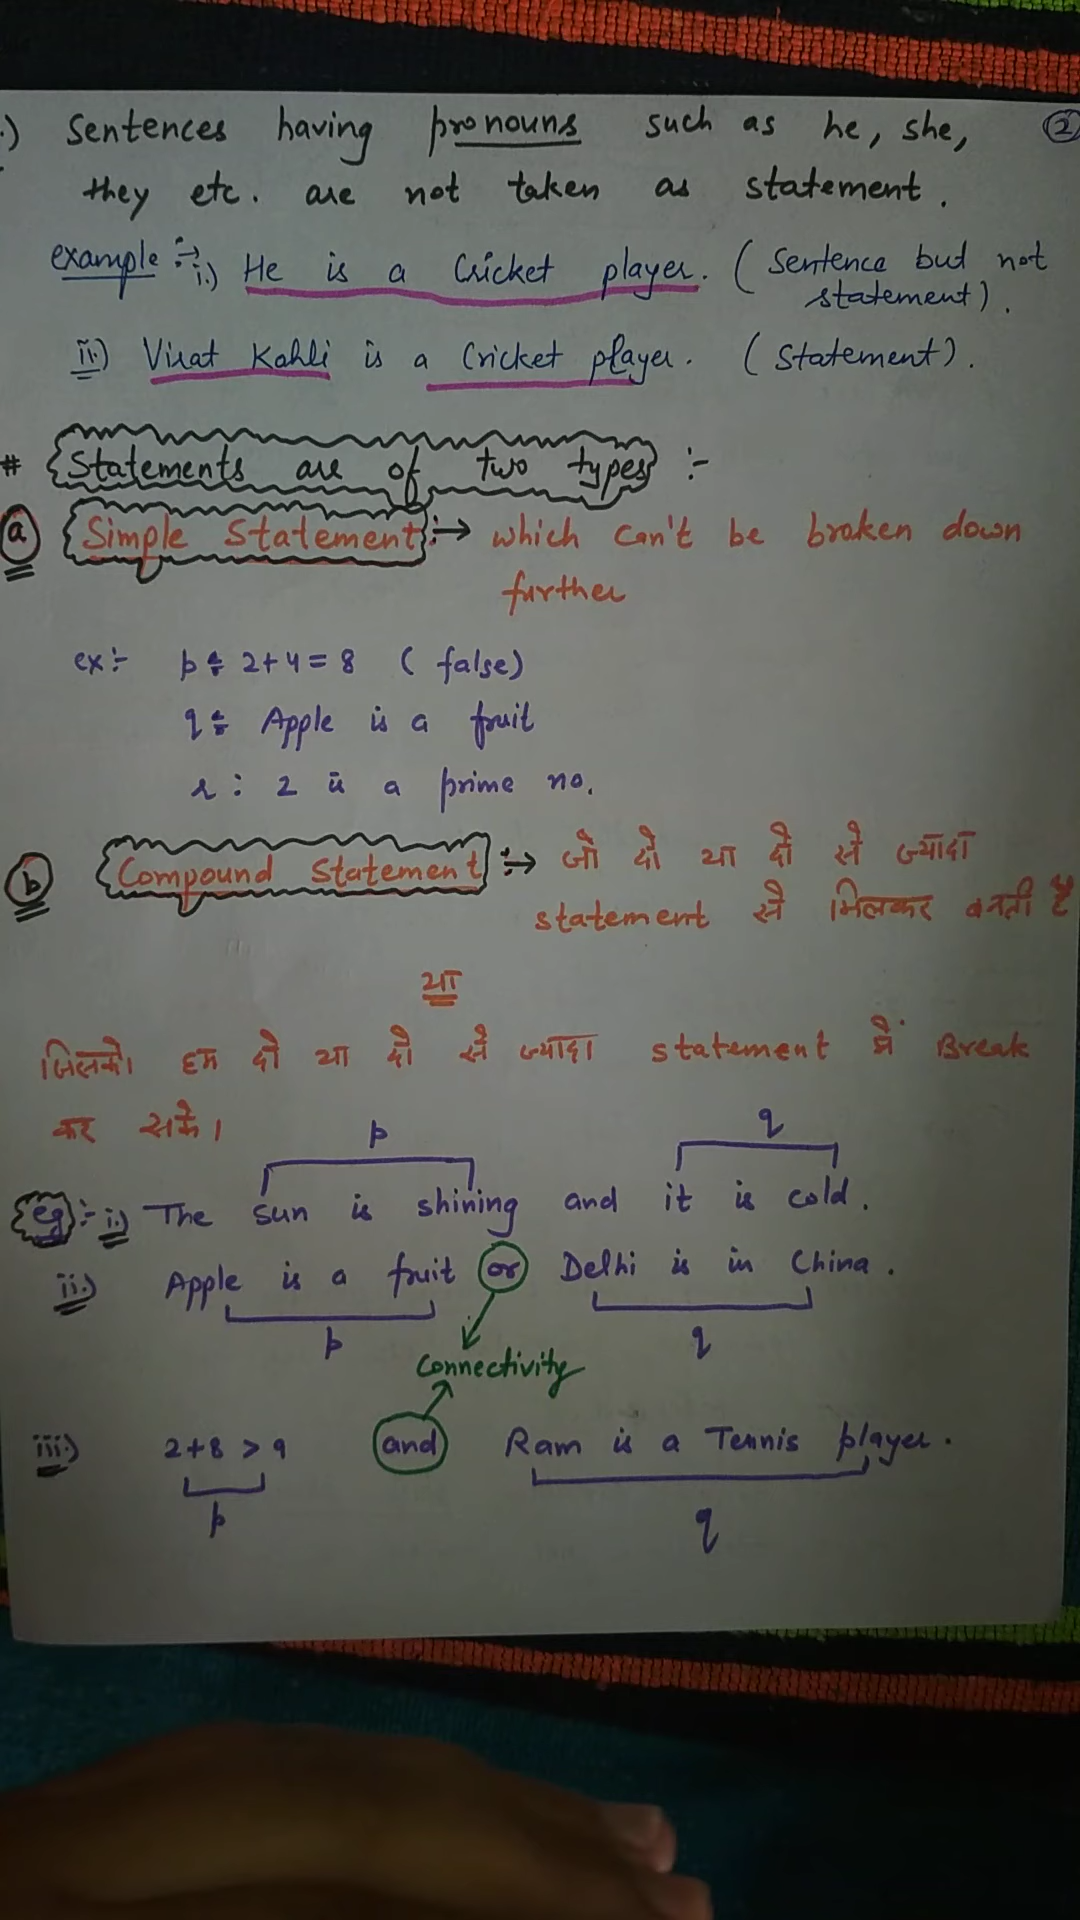 .) Sentences having pronouns such as he, she, ②
they etc. are not taken as statement.
example :→ i.) He is a Cricket player. (Sentence but not
statement).
ii.) Virat Kohli is a Cricket player. (Statement).
# Statements are of two types :-
a Simple Statement :→ which can't be broken down
further
ex:- p : 2+4=8 (false)
q : Apple is a fruit
r : 2 is a prime no.
b Compound Statement :→ जो दो या दो से ज्यादा
statement से मिलकर बनती है
या
जिसको हम दो या दो से ज्यादा statement में Break
कर सके।
p q
eg:- i.) The sun is shining and it is cold.
ii.) Apple is a fruit or Delhi is in China.
p q
Connectivity
iii.) 2+8 > 9 and Ram is a Tennis player.
p q